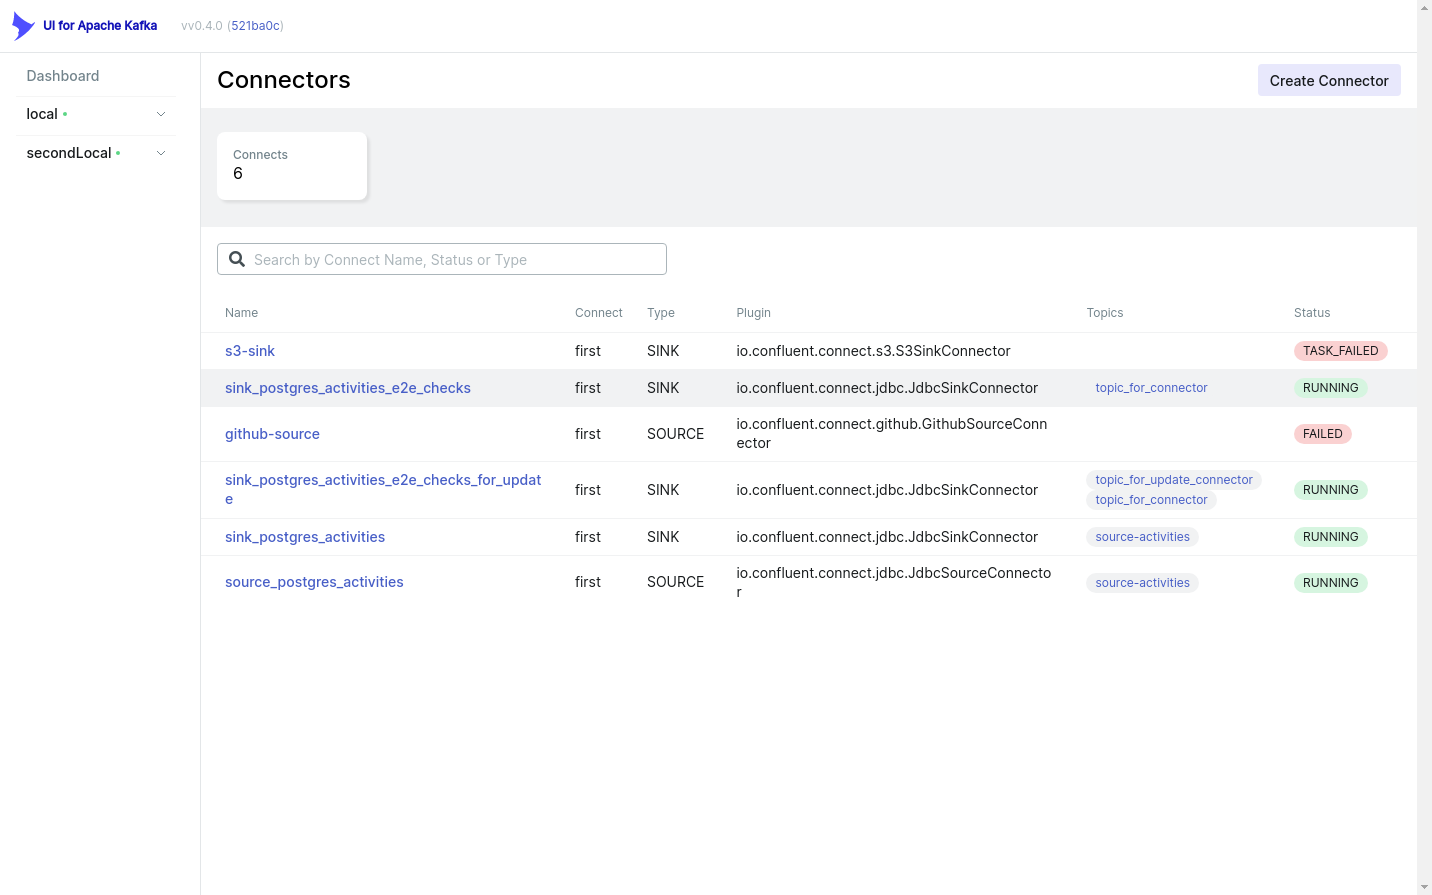 UI for Apache Kafka vv0.4.0 (521ba0c)
Dashboard
local
secondLocal
Connectors
Create Connector
Connects
6
Search by Connect Name, Status or Type
Name Connect Type Plugin Topics Status
s3-sink first SINK io.confluent.connect.s3.S3SinkConnector TASK_FAILED
sink_postgres_activities_e2e_checks first SINK io.confluent.connect.jdbc.JdbcSinkConnector topic_for_connector RUNNING
github-source first SOURCE io.confluent.connect.github.GithubSourceConn
ector FAILED
sink_postgres_activities_e2e_checks_for_updat
e first SINK io.confluent.connect.jdbc.JdbcSinkConnector topic_for_update_connector
topic_for_connector RUNNING
sink_postgres_activities first SINK io.confluent.connect.jdbc.JdbcSinkConnector source-activities RUNNING
source_postgres_activities first SOURCE io.confluent.connect.jdbc.JdbcSourceConnecto
r source-activities RUNNING